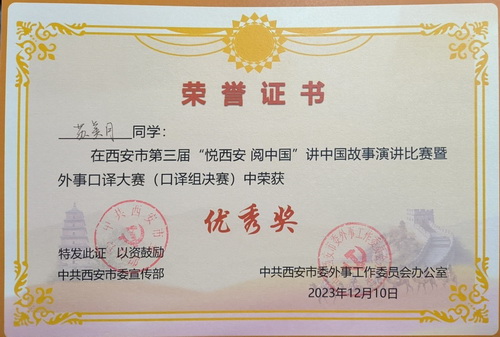 荣誉证书
苏吴月 同学：
在西安市第三届“悦西安 阅中国”讲中国故事演讲比赛暨
外事口译大赛（口译组决赛）中荣获
优秀奖
特发此证 以资鼓励
中共西安市委宣传部
中共西安市委外事工作委员会办公室
2023年12月10日